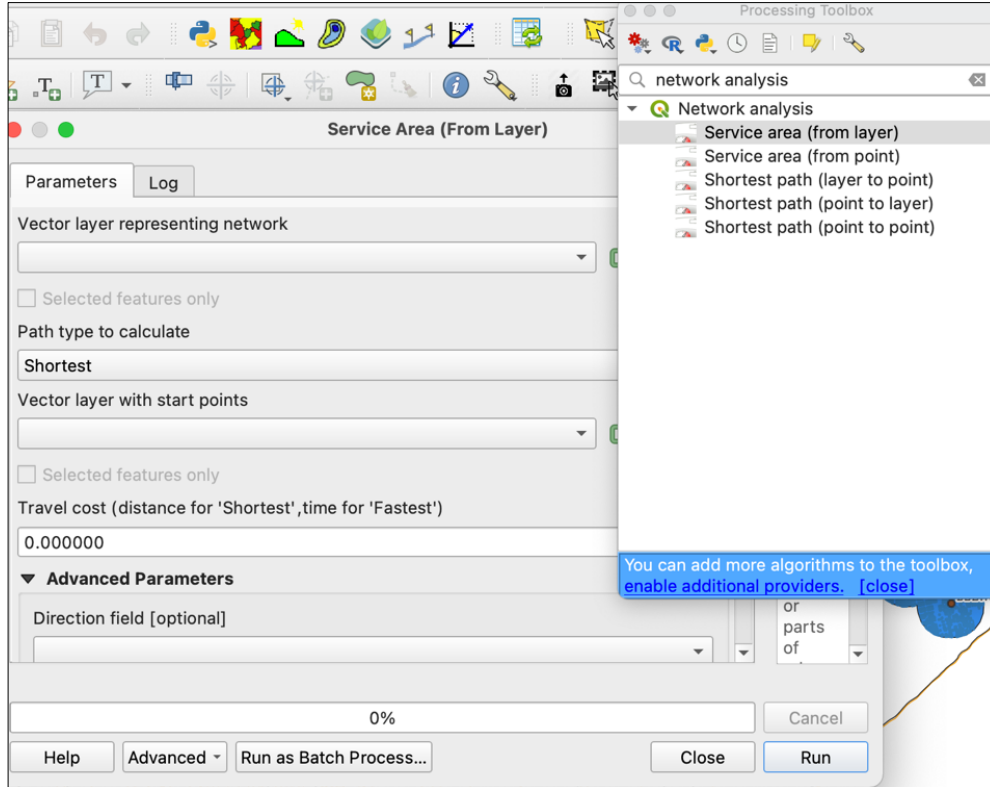 Processing Toolbox
network analysis
Network analysis
Service area (from layer)
Service area (from point)
Shortest path (layer to point)
Shortest path (point to layer)
Shortest path (point to point)
You can add more algorithms to the toolbox,
enable additional providers. [close]
Service Area (From Layer)
Parameters
Log
Vector layer representing network
Selected features only
Path type to calculate
Shortest
Vector layer with start points
Selected features only
Travel cost (distance for 'Shortest',time for 'Fastest')
0.000000
Advanced Parameters
Direction field [optional]
or
parts
of
0%
Cancel
Help
Advanced
Run as Batch Process...
Close
Run